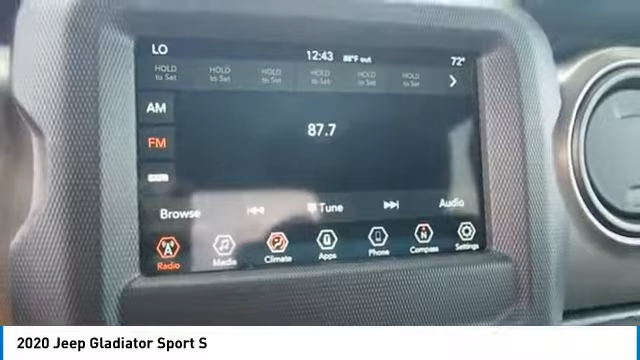 LO 12:43 88°F out 72°
HOLD to Set HOLD to Set HOLD to Set HOLD to Set HOLD to Set HOLD to Set
AM
FM
87.7
Browse Tune Audio
Radio Media Climate Apps Phone Compass Settings
2020 Jeep Gladiator Sport S